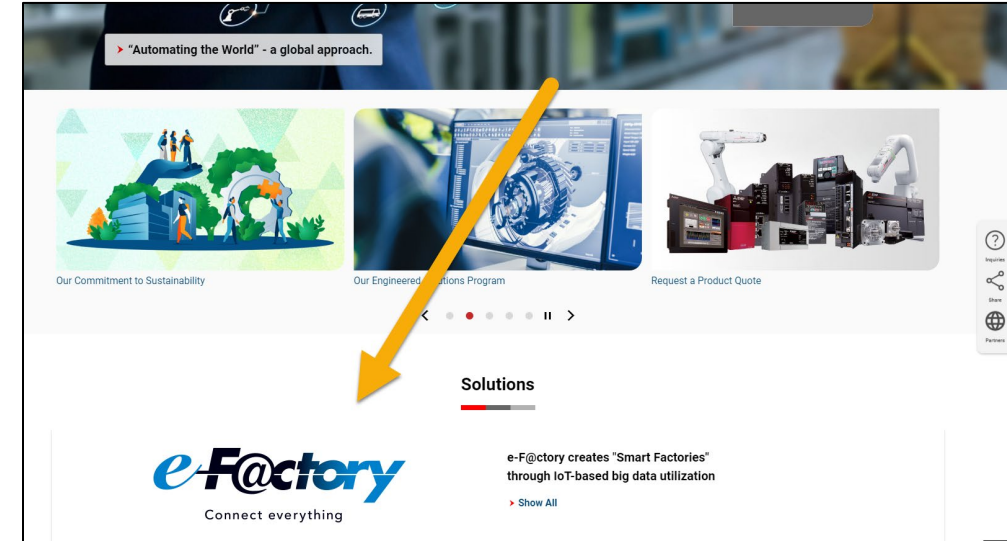 “Automating the World” - a global approach.
Our Commitment to Sustainability
Our Engineered Solutions Program
Request a Product Quote
Inquiries
Share
Partners
Solutions
e-F@ctory
Connect everything
e-F@ctory creates "Smart Factories"
through IoT-based big data utilization
Show All